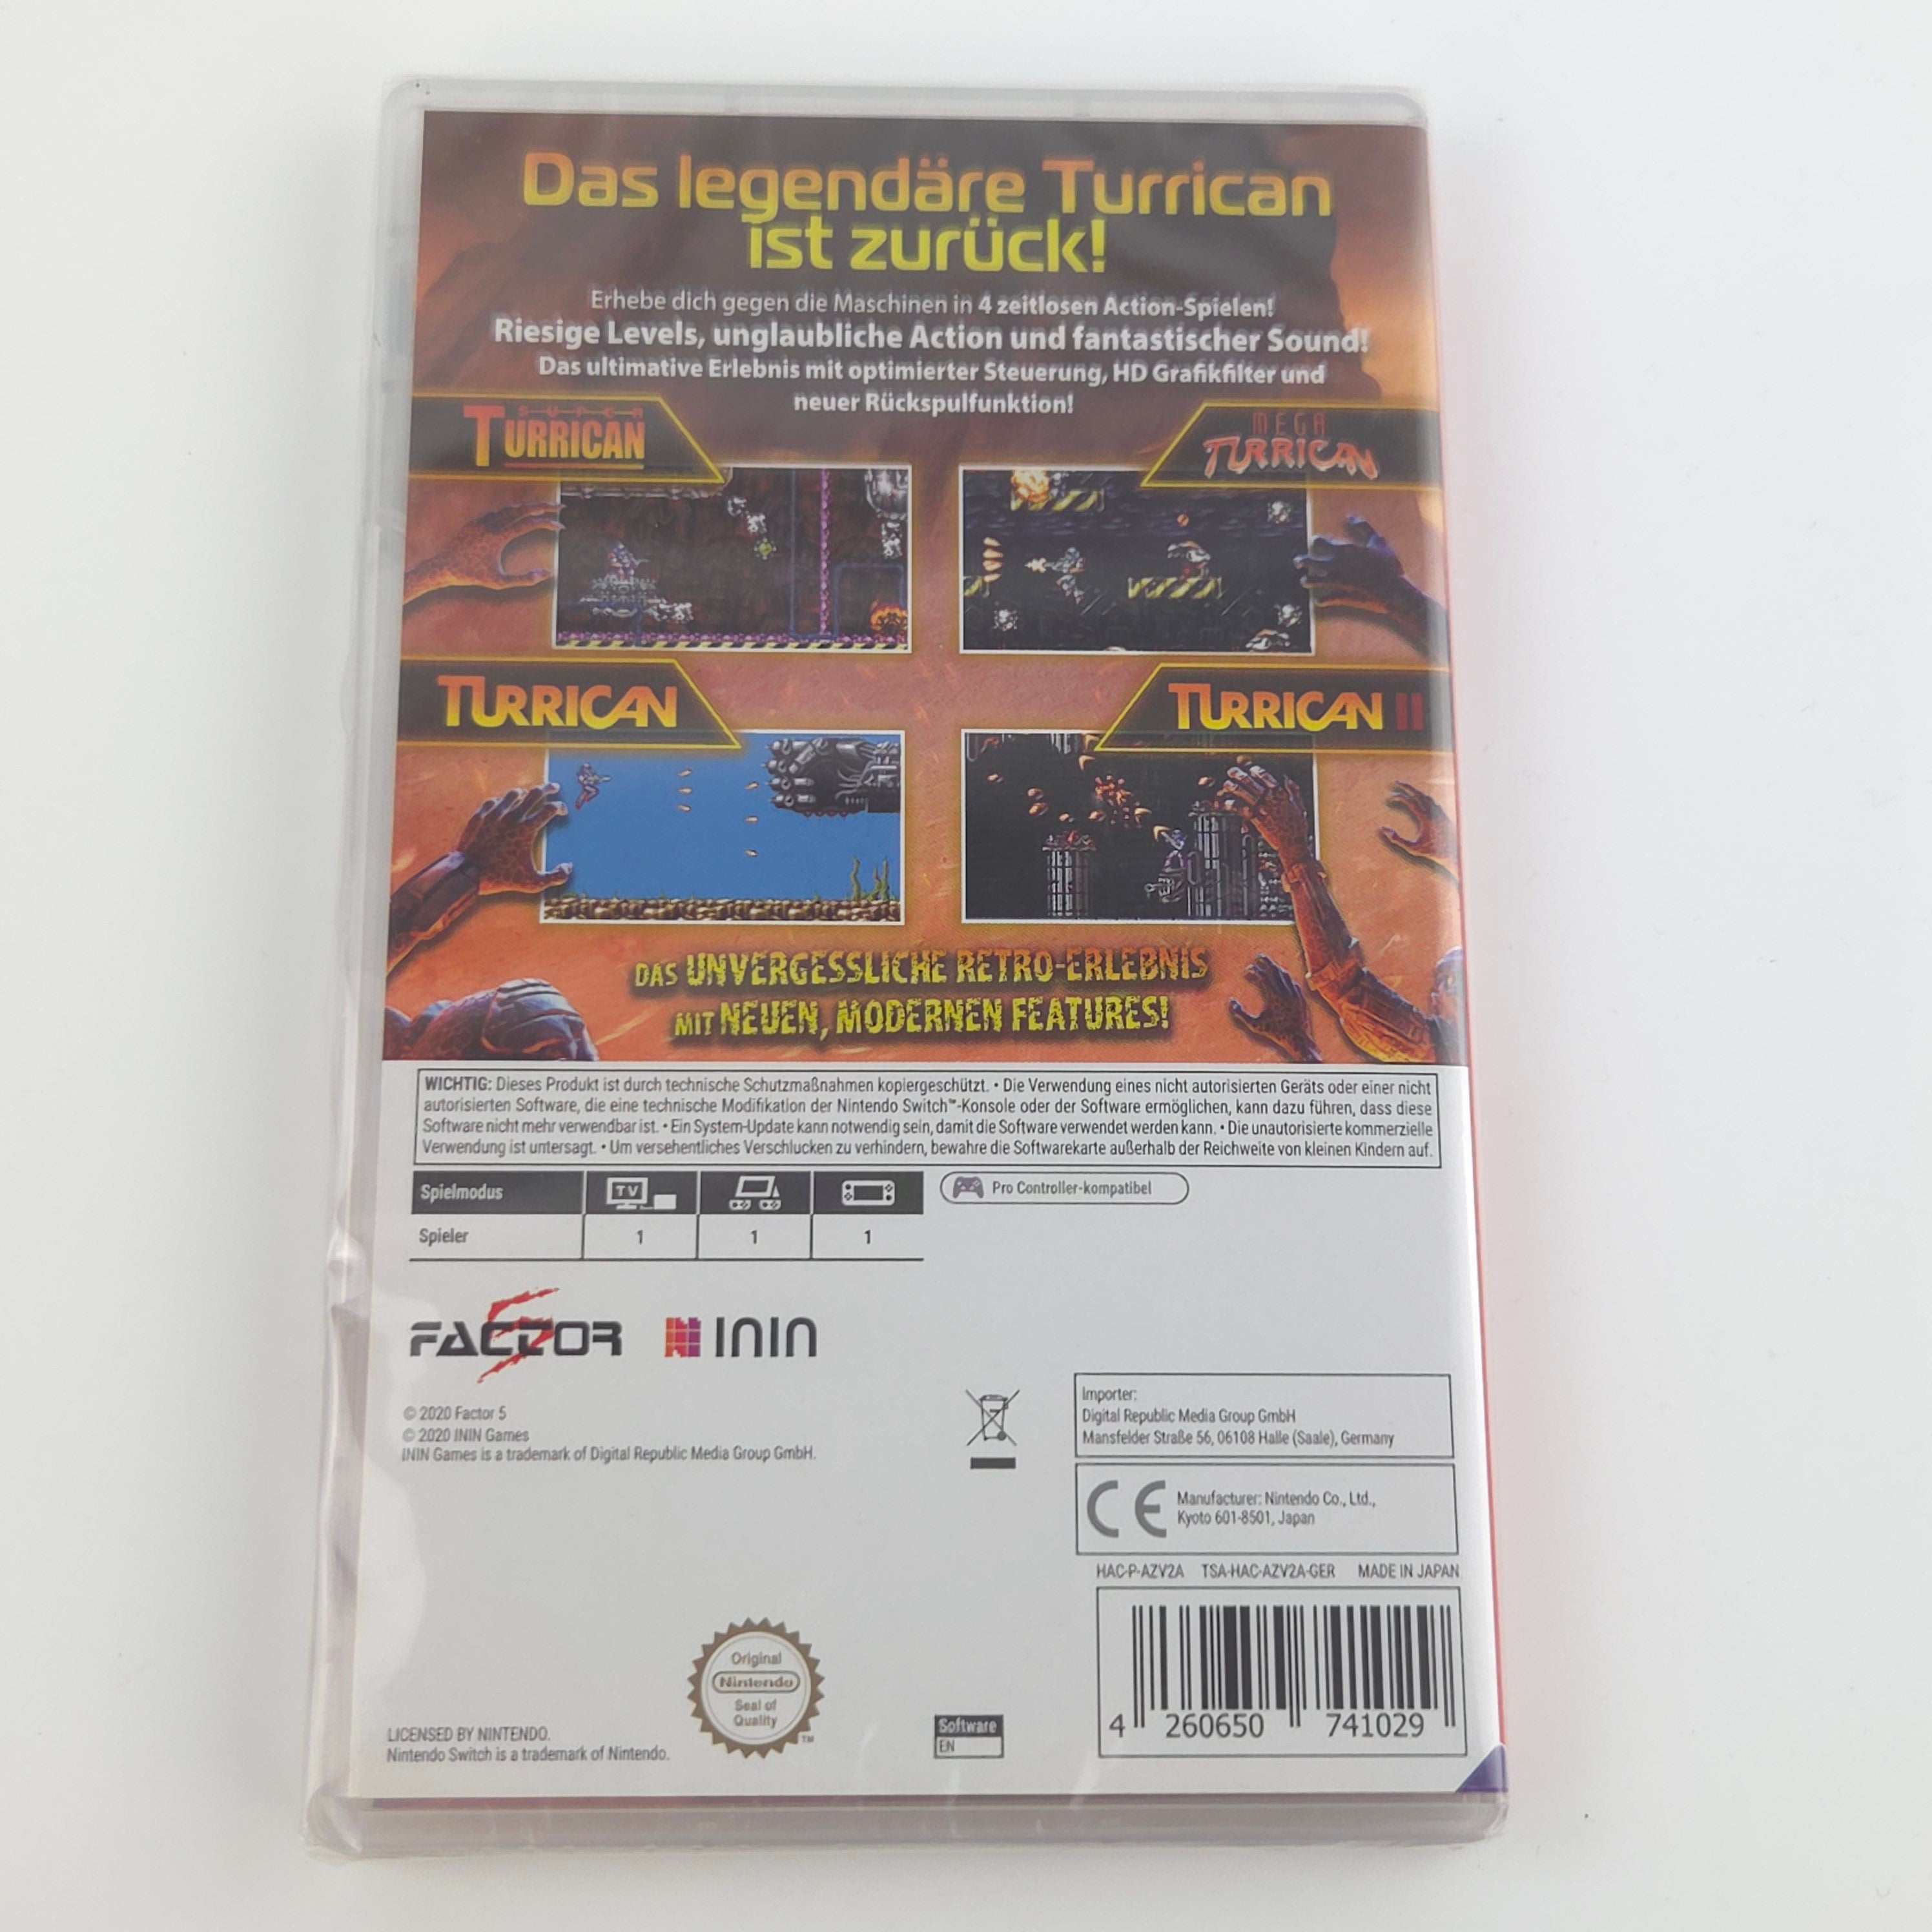 Das legendäre Turrican
ist zurück!
Erhebe dich gegen die Maschinen in 4 zeitlosen Action-Spielen!
Riesige Levels, unglaubliche Action und fantastischer Sound!
Das ultimative Erlebnis mit optimierter Steuerung, HD Grafikfilter und
neuer Rückspulfunktion!
SUPER
TURRICAN
MEGA
TURRICAN
TURRICAN
TURRICAN II
DAS UNVERGESSLICHE RETRO-ERLEBNIS
MIT NEUEN, MODERNEN FEATURES!
WICHTIG: Dieses Produkt ist durch technische Schutzmaßnahmen kopiergeschützt. • Die Verwendung eines nicht autorisierten Geräts oder einer nicht
autorisierten Software, die eine technische Modifikation der Nintendo Switch™-Konsole oder der Software ermöglichen, kann dazu führen, dass diese
Software nicht mehr verwendbar ist. • Ein System-Update kann notwendig sein, damit die Software verwendet werden kann. • Die unautorisierte kommerzielle
Verwendung ist untersagt. • Um versehentliches Verschlucken zu verhindern, bewahre die Softwarekarte außerhalb der Reichweite von kleinen Kindern auf.
Spielmodus TV
Pro Controller-kompatibel
Spieler 1 1 1
FACTOR 5 ININ
© 2020 Factor 5
© 2020 ININ Games
ININ Games is a trademark of Digital Republic Media Group GmbH.
Importer:
Digital Republic Media Group GmbH
Mansfelder Straße 56, 06108 Halle (Saale), Germany
CE Manufacturer: Nintendo Co., Ltd.,
Kyoto 601-8501, Japan
HAC-P-AZV2A TSA-HAC-AZV2A-GER MADE IN JAPAN
4 260650 741029
Original
Nintendo
Seal of
Quality
TM
Software
EN
LICENSED BY NINTENDO.
Nintendo Switch is a trademark of Nintendo.